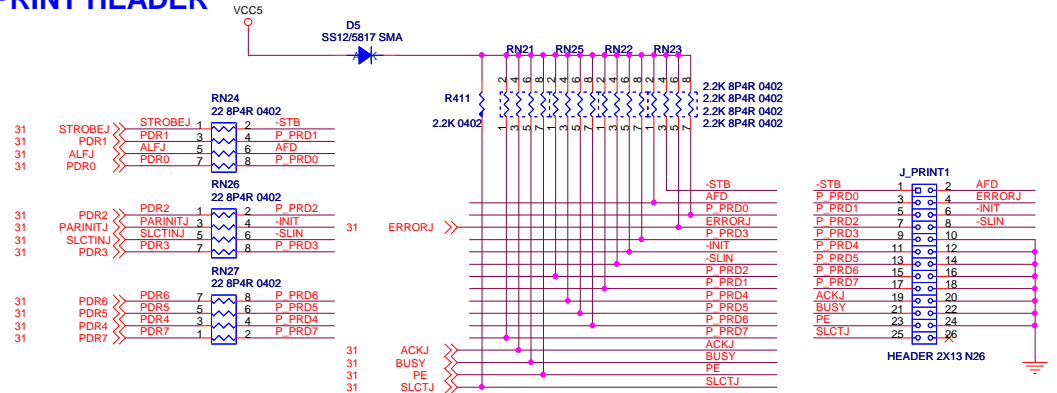 PRINT HEADER
VCC5
D5
SS12/5817 SMA
A K
RN21 RN25 RN22 RN23
2 4 6 8 2 4 6 8 2 4 6 8 2 4 6 8
R411
2.2K 0402
2.2K 8P4R 0402
2.2K 8P4R 0402
2.2K 8P4R 0402
2.2K 8P4R 0402
1 3 5 7 1 3 5 7 1 3 5 7 1 3 5 7
RN24
22 8P4R 0402
31 STROBEJ STROBEJ 1 2 -STB
31 PDR1 PDR1 3 4 P_PRD1
31 ALFJ ALFJ 5 6 AFD
31 PDR0 PDR0 7 8 P_PRD0
RN26
22 8P4R 0402
31 PDR2 PDR2 1 2 P_PRD2
31 PARINITJ PARINITJ 3 4 -INIT
31 SLCTINJ SLCTINJ 5 6 -SLIN
31 PDR3 PDR3 7 8 P_PRD3
RN27
22 8P4R 0402
31 PDR6 PDR6 7 8 P_PRD6
31 PDR5 PDR5 5 6 P_PRD5
31 PDR4 PDR4 3 4 P_PRD4
31 PDR7 PDR7 1 2 P_PRD7
-STB
AFD
P_PRD0
31 ERRORJ ERRORJ
P_PRD3
-INIT
-SLIN
P_PRD2
P_PRD1
P_PRD4
P_PRD5
P_PRD6
P_PRD7
31 ACKJ ACKJ
31 BUSY BUSY
31 PE PE
31 SLCTJ SLCTJ
J_PRINT1
-STB 1 2 AFD
P_PRD0 3 4 ERRORJ
P_PRD1 5 6 -INIT
P_PRD2 7 8 -SLIN
P_PRD3 9 10
P_PRD4 11 12
P_PRD5 13 14
P_PRD6 15 16
P_PRD7 17 18
ACKJ 19 20
BUSY 21 22
PE 23 24
SLCTJ 25 26
HEADER 2X13 N26